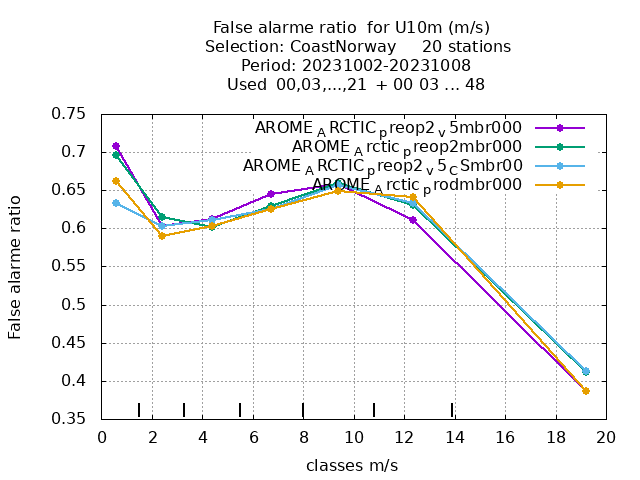 False alarme ratio  for U10m (m/s)
Selection: CoastNorway     20 stations
Period: 20231002-20231008
Used  00,03,...,21  + 00 03 ... 48
AROME_ARCTIC_preop2_v5mbr000
AROME_Arctic_preop2mbr000
AROME_ARCTIC_preop2_v5_CSmbr00
AROME_Arctic_prodmbr000
False alarme ratio
0.75
0.7
0.65
0.6
0.55
0.5
0.45
0.4
0.35
0 2 4 6 8 10 12 14 16 18 20
classes m/s